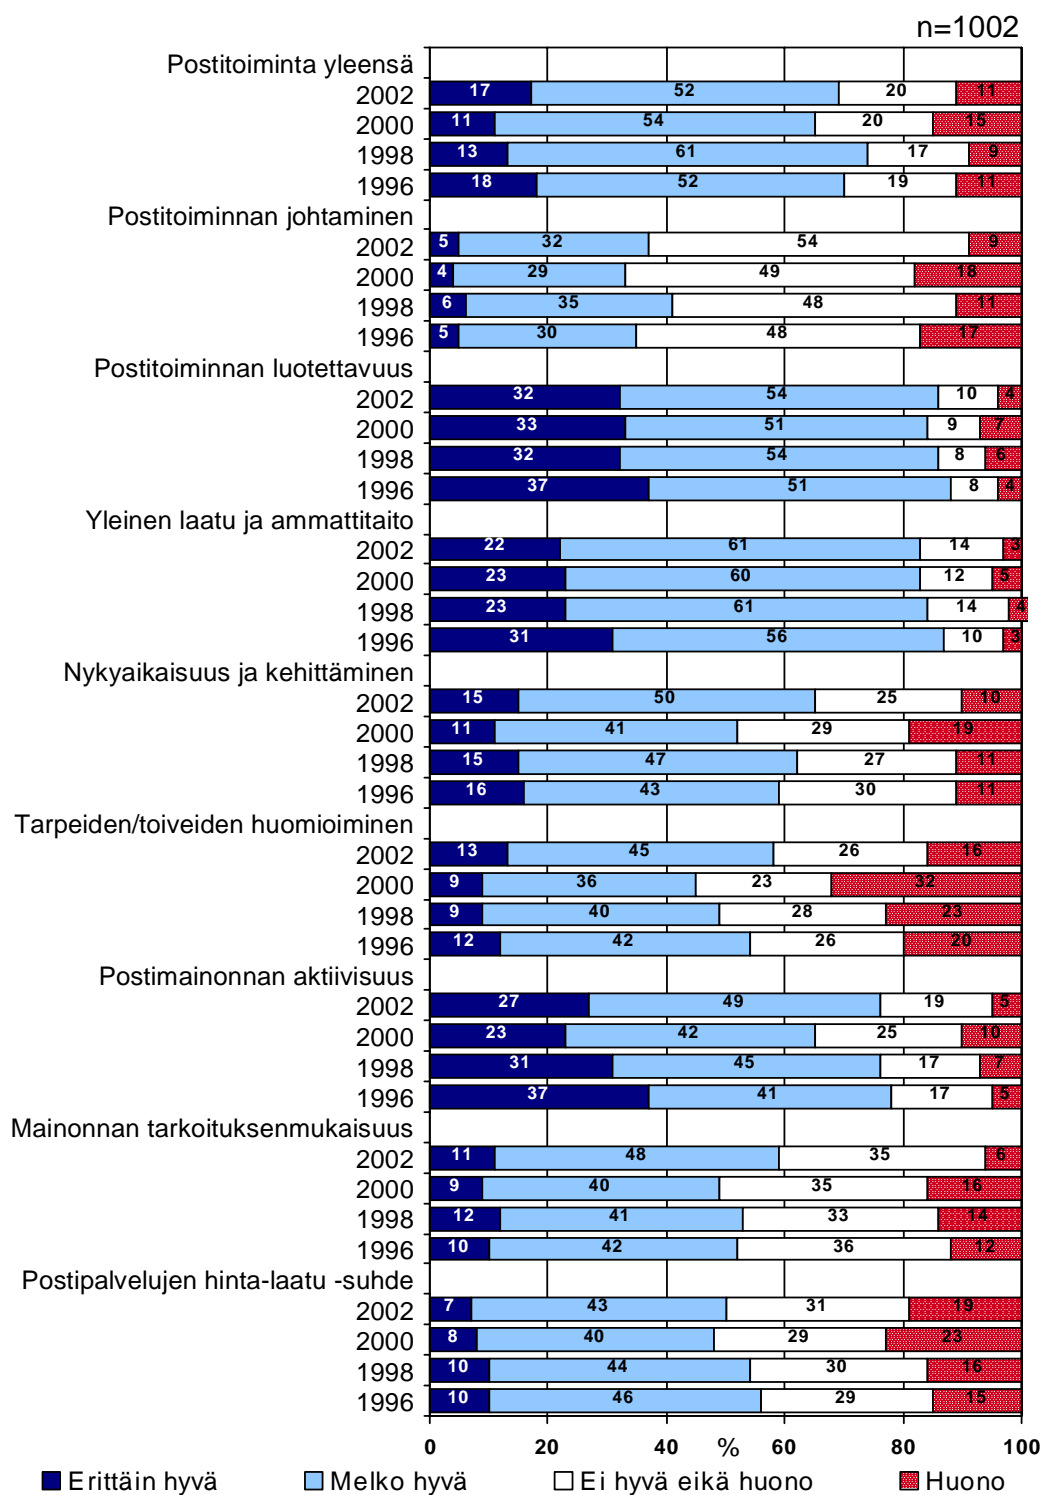 n=1002
Postitoiminta yleensä
2002 17 52 20 11
2000 11 54 20 15
1998 13 61 17 9
1996 18 52 19 11
Postitoiminnan johtaminen
2002 5 32 54 9
2000 4 29 49 18
1998 6 35 48 11
1996 5 30 48 17
Postitoiminnan luotettavuus
2002 32 54 10 4
2000 33 51 9 7
1998 32 54 8 6
1996 37 51 8 4
Yleinen laatu ja ammattitaito
2002 22 61 14 3
2000 23 60 12 5
1998 23 61 14 4
1996 31 56 10 3
Nykyaikaisuus ja kehittäminen
2002 15 50 25 10
2000 11 41 29 19
1998 15 47 27 11
1996 16 43 30 11
Tarpeiden/toiveiden huomioiminen
2002 13 45 26 16
2000 9 36 23 32
1998 9 40 28 23
1996 12 42 26 20
Postimainonnan aktiivisuus
2002 27 49 19 5
2000 23 42 25 10
1998 31 45 17 7
1996 37 41 17 5
Mainonnan tarkoituksenmukaisuus
2002 11 48 35 6
2000 9 40 35 16
1998 12 41 33 14
1996 10 42 36 12
Postipalvelujen hinta-laatu -suhde
2002 7 43 31 19
2000 8 40 29 23
1998 10 44 30 16
1996 10 46 29 15
0 20 40 % 60 80 100
Erittäin hyvä Melko hyvä Ei hyvä eikä huono Huono